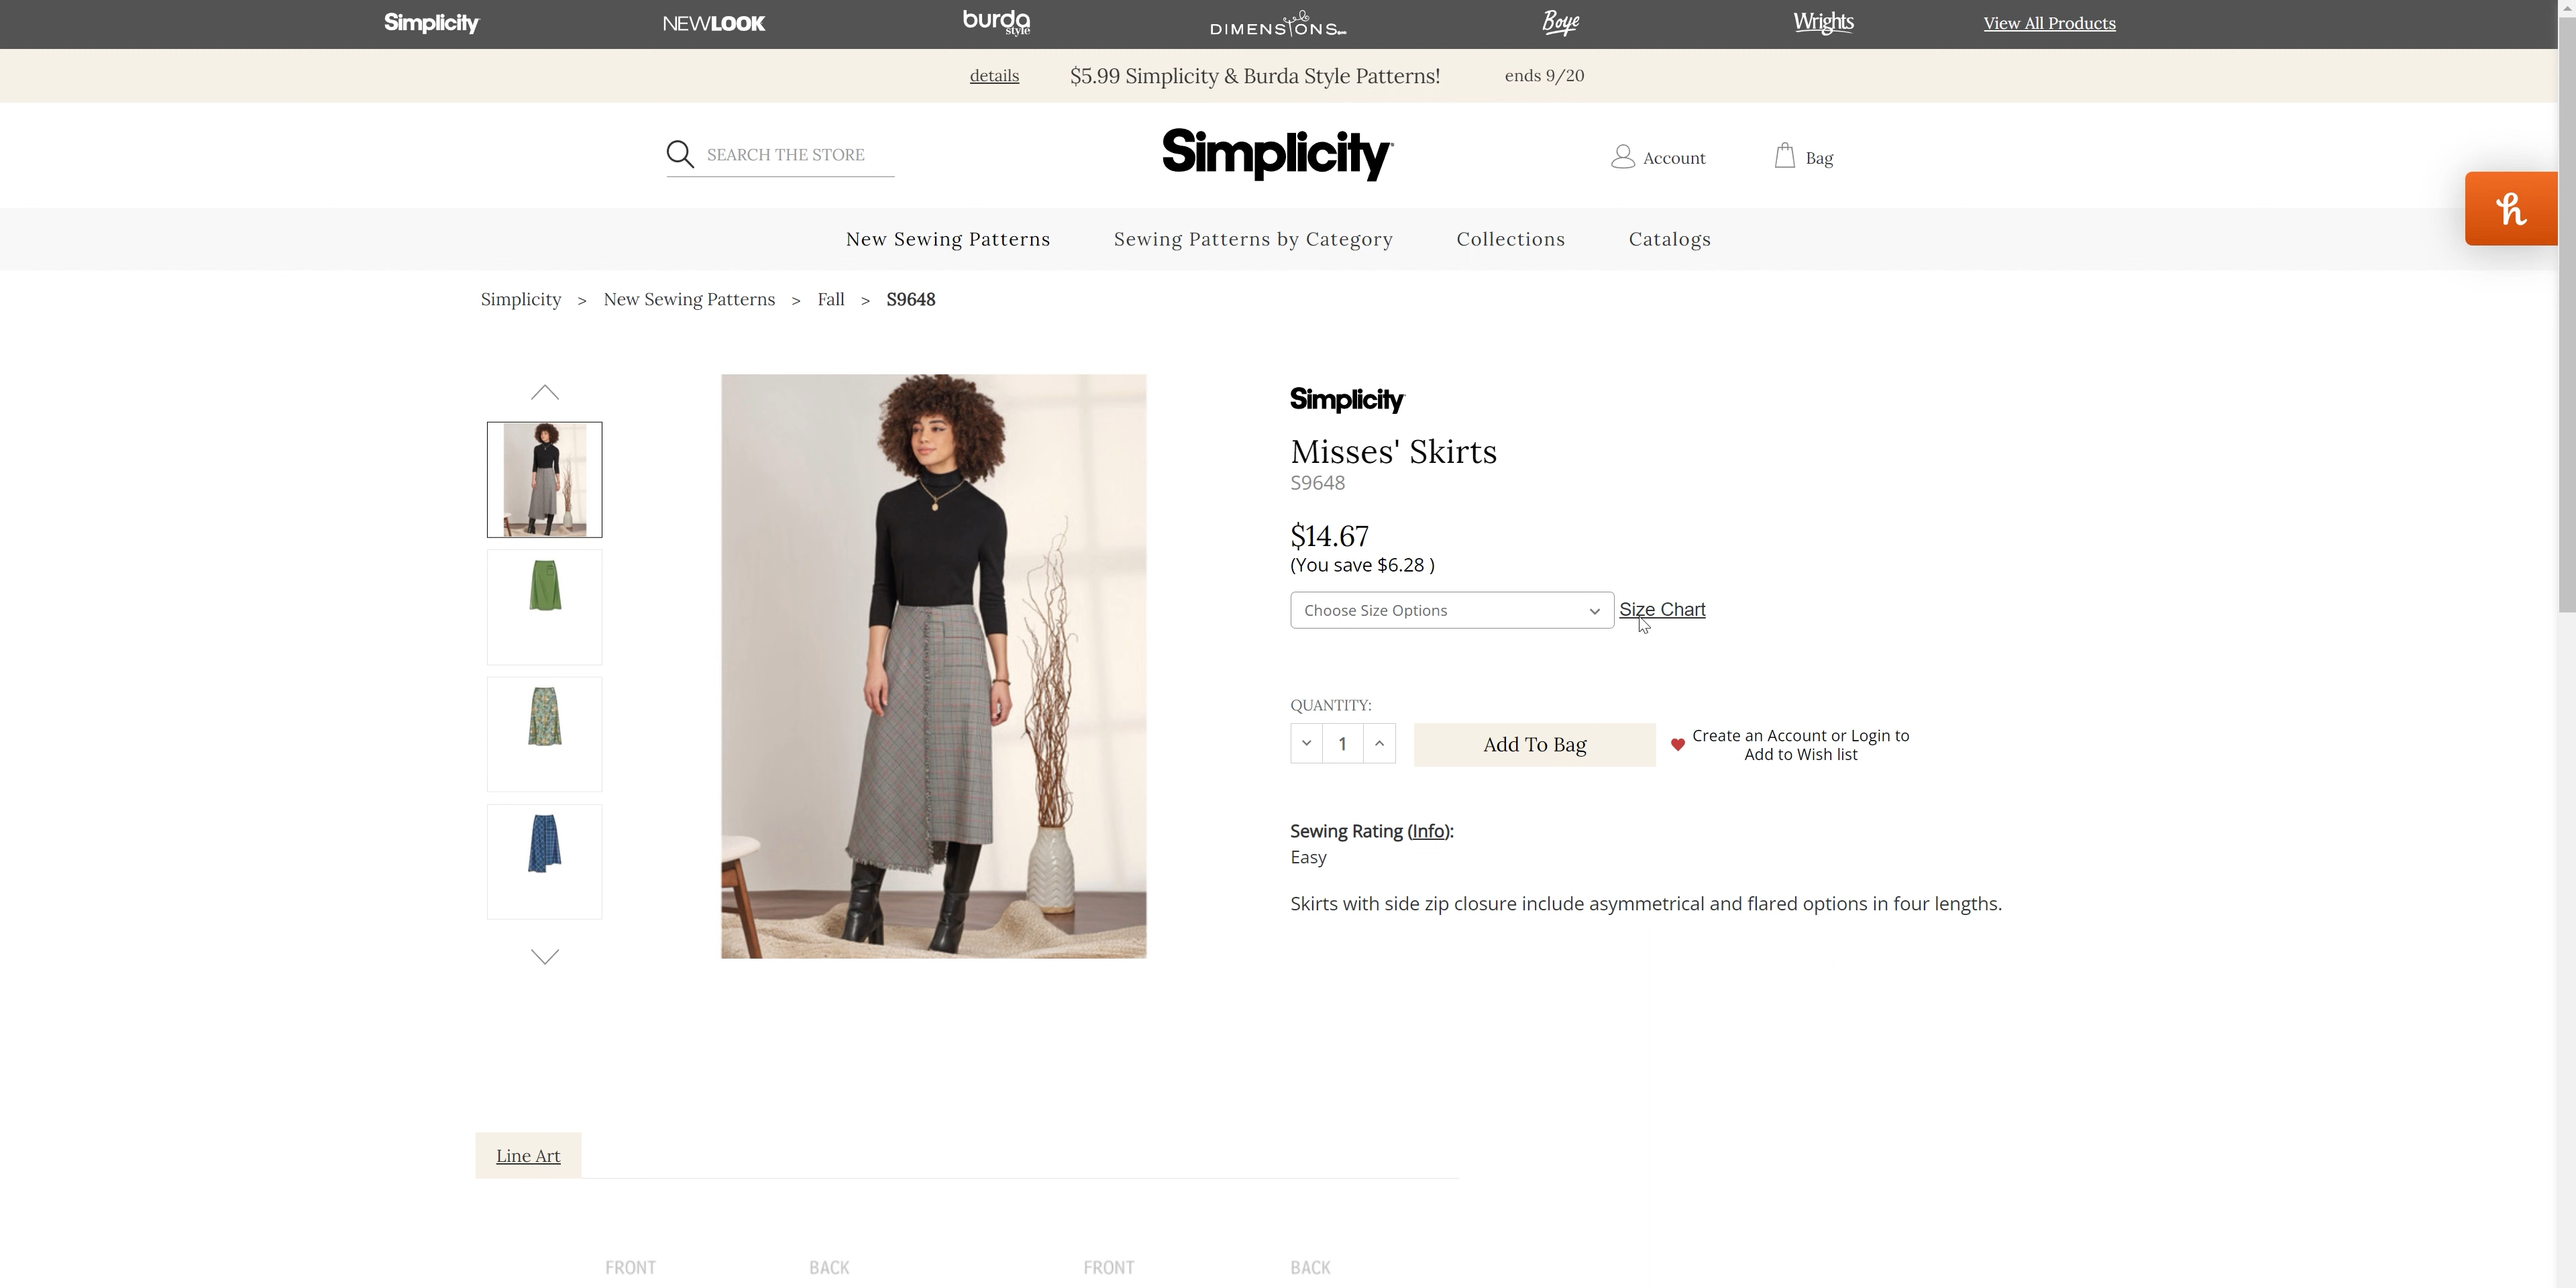 Simplicity
NEWLOOK
burda style
DIMENSIONS
Boye
Wrights
View All Products
details
$5.99 Simplicity & Burda Style Patterns!
ends 9/20
SEARCH THE STORE
Simplicity
Account
Bag
New Sewing Patterns
Sewing Patterns by Category
Collections
Catalogs
Simplicity > New Sewing Patterns > Fall > S9648
Simplicity
Misses' Skirts
S9648
$14.67
(You save $6.28 )
Choose Size Options
Size Chart
QUANTITY:
1
Add To Bag
Create an Account or Login to
Add to Wish list
Sewing Rating (Info):
Easy
Skirts with side zip closure include asymmetrical and flared options in four lengths.
Line Art
FRONT
BACK
FRONT
BACK